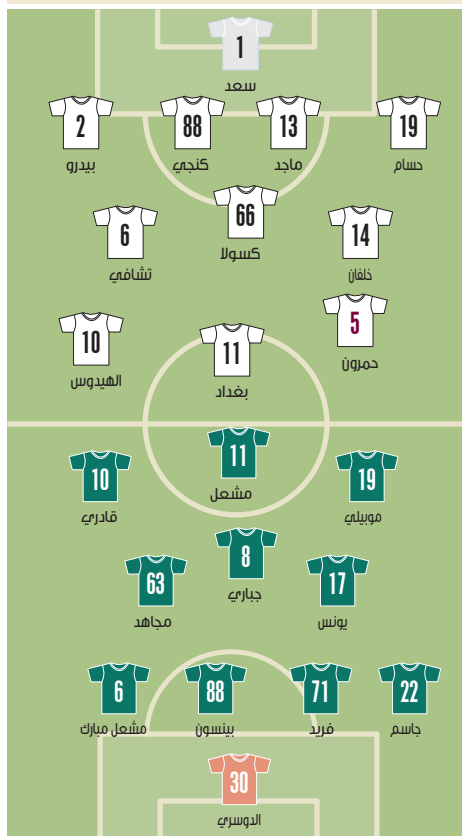 1
سعد
19
13
88
2
حسام
ماجد
كنجي
بيدرو
66
كسولا
14
6
خلفان
تشافي
5
حمرون
11
بغداد
10
الهيدوس
11
مشعل
19
10
موبيلي
قادري
8
جباري
17
63
يونس
مجاهد
22
71
88
6
جاسم
فريد
بينسون
مشعل مبارك
30
الدوسري